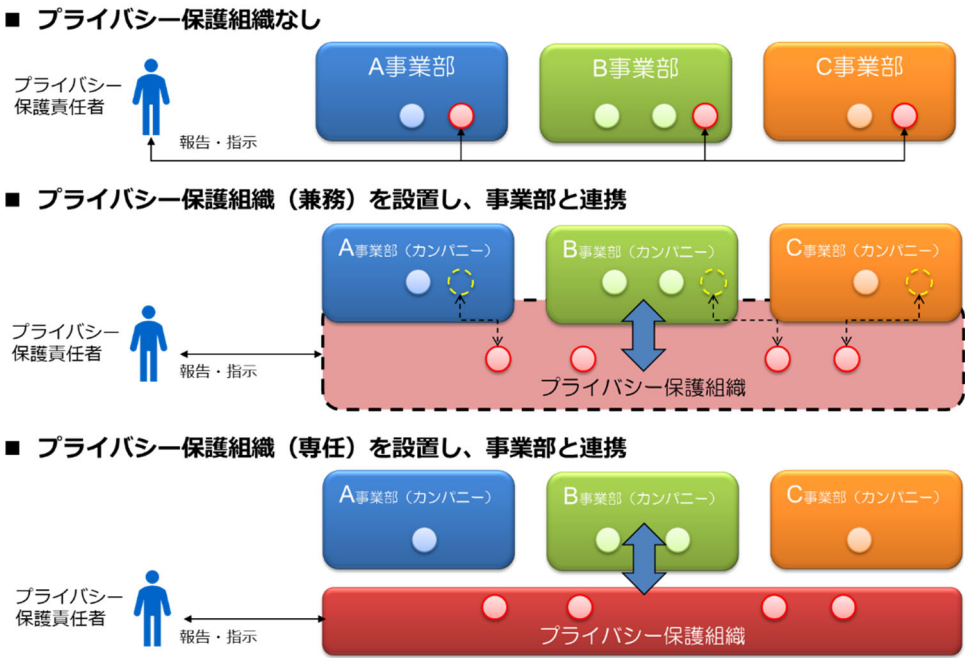 ■ プライバシー保護組織なし
プライバシー
保護責任者
報告・指示
A事業部
B事業部
C事業部
■ プライバシー保護組織（兼務）を設置し、事業部と連携
A事業部（カンパニー）
B事業部（カンパニー）
C事業部（カンパニー）
プライバシー
保護責任者
報告・指示
プライバシー保護組織
■ プライバシー保護組織（専任）を設置し、事業部と連携
A事業部（カンパニー）
B事業部（カンパニー）
C事業部（カンパニー）
プライバシー
保護責任者
報告・指示
プライバシー保護組織